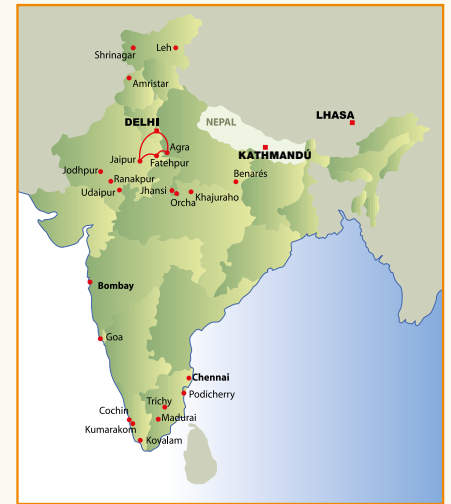 Leh
Shrinagar
Amristar
LHASA
DELHI
NEPAL
Agra
KATHMANDÚ
Jaipur
Fatehpur
Jodhpur
Benarés
Ranakpur
Udaipur
Jhansi
Khajuraho
Orcha
Bombay
Goa
Chennai
Podicherry
Trichy
Cochin
Madurai
Kumarakom
Kovalam